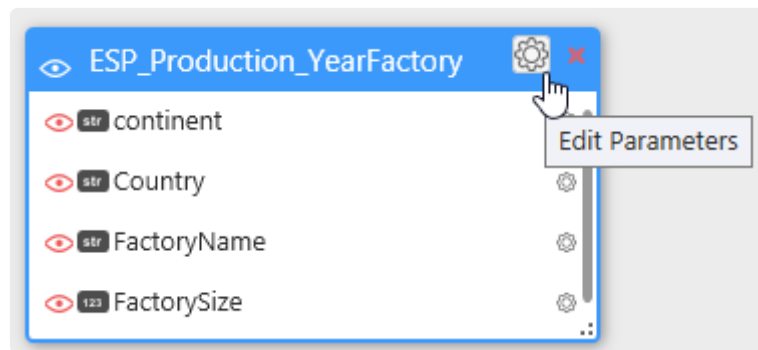 ESP_Production_YearFactory
str continent
Edit Parameters
str Country
str FactoryName
123 FactorySize